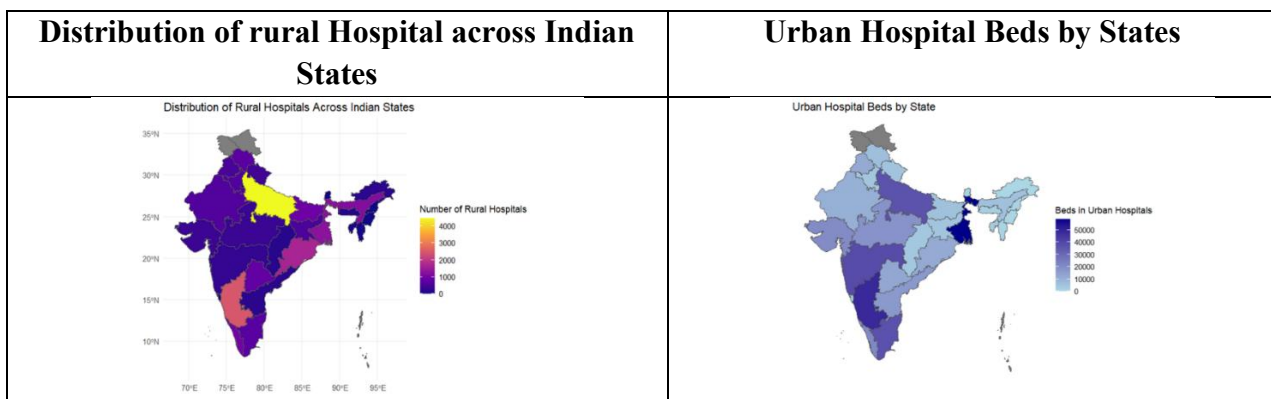 Distribution of rural Hospital across Indian
States
Urban Hospital Beds by States
Distribution of Rural Hospitals Across Indian States
35°N
30°N
25°N
20°N
15°N
10°N
70°E
75°E
80°E
85°E
90°E
95°E
Number of Rural Hospitals
4000
3000
2000
1000
0
Urban Hospital Beds by State
Beds in Urban Hospitals
50000
40000
30000
20000
10000
0